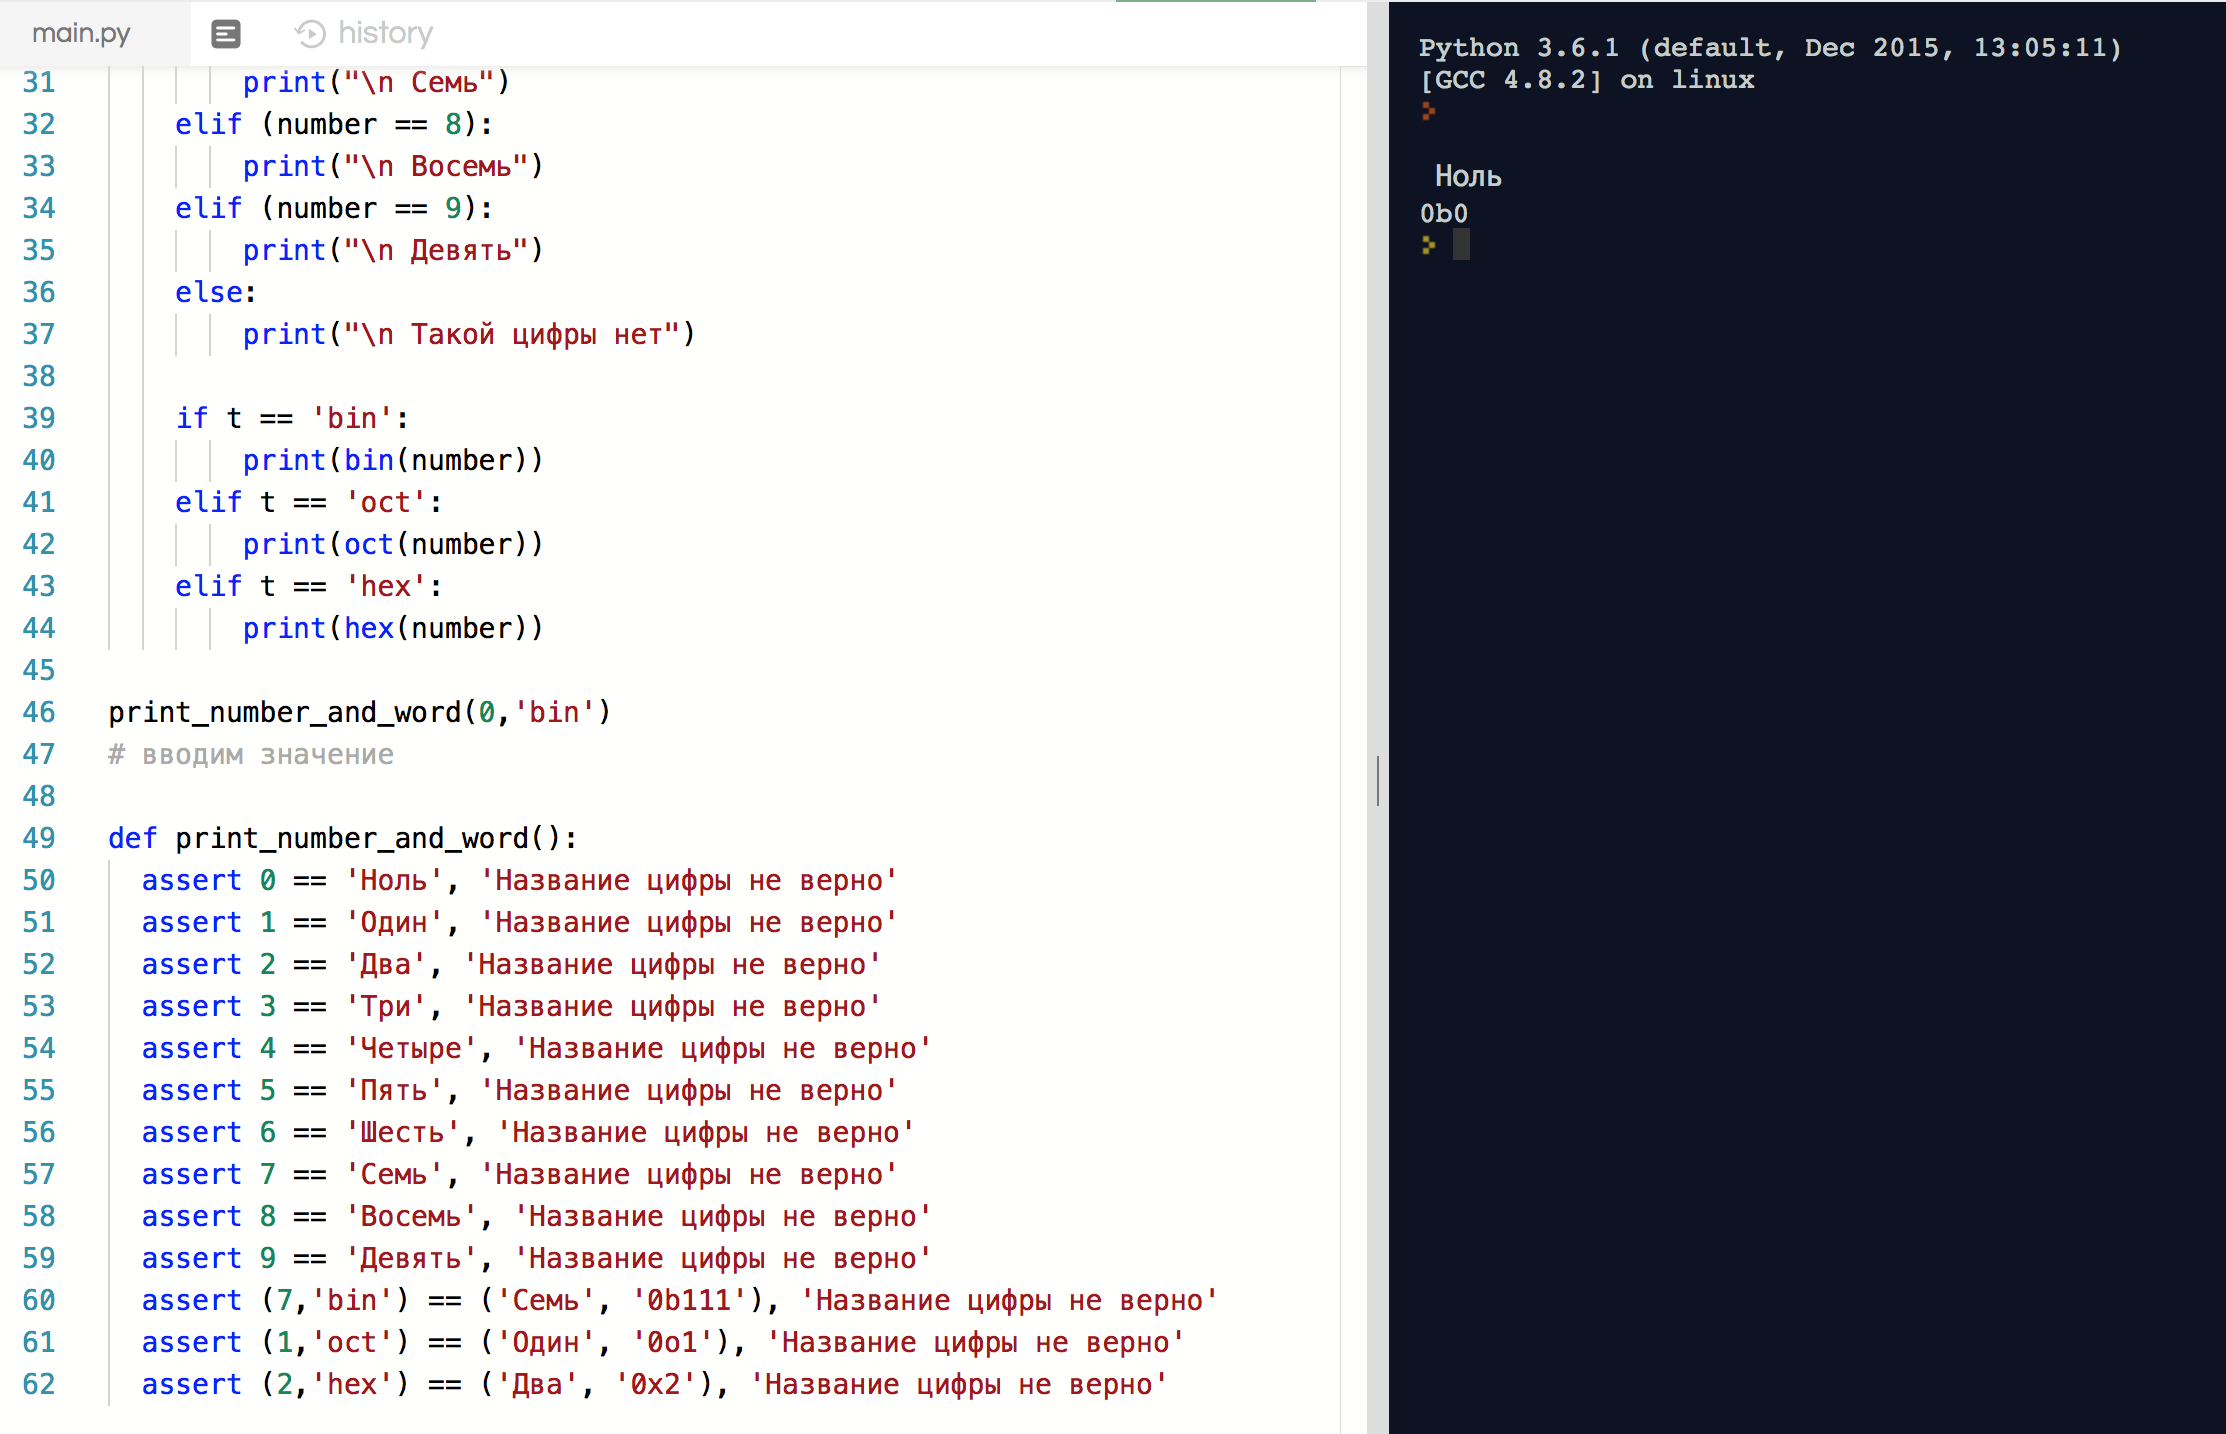 main.py
history
31 print("\n Семь")
32 elif (number == 8):
33 print("\n Восемь")
34 elif (number == 9):
35 print("\n Девять")
36 else:
37 print("\n Такой цифры нет")
38
39 if t == 'bin':
40 print(bin(number))
41 elif t == 'oct':
42 print(oct(number))
43 elif t == 'hex':
44 print(hex(number))
45
46 print_number_and_word(0,'bin')
47 # вводим значение
48
49 def print_number_and_word():
50 assert 0 == 'Ноль', 'Название цифры не верно'
51 assert 1 == 'Один', 'Название цифры не верно'
52 assert 2 == 'Два', 'Название цифры не верно'
53 assert 3 == 'Три', 'Название цифры не верно'
54 assert 4 == 'Четыре', 'Название цифры не верно'
55 assert 5 == 'Пять', 'Название цифры не верно'
56 assert 6 == 'Шесть', 'Название цифры не верно'
57 assert 7 == 'Семь', 'Название цифры не верно'
58 assert 8 == 'Восемь', 'Название цифры не верно'
59 assert 9 == 'Девять', 'Название цифры не верно'
60 assert (7,'bin') == ('Семь', '0b111'), 'Название цифры не верно'
61 assert (1,'oct') == ('Один', '0o1'), 'Название цифры не верно'
62 assert (2,'hex') == ('Два', '0x2'), 'Название цифры не верно'
Python 3.6.1 (default, Dec 2015, 13:05:11)
[GCC 4.8.2] on linux
Ноль
0b0